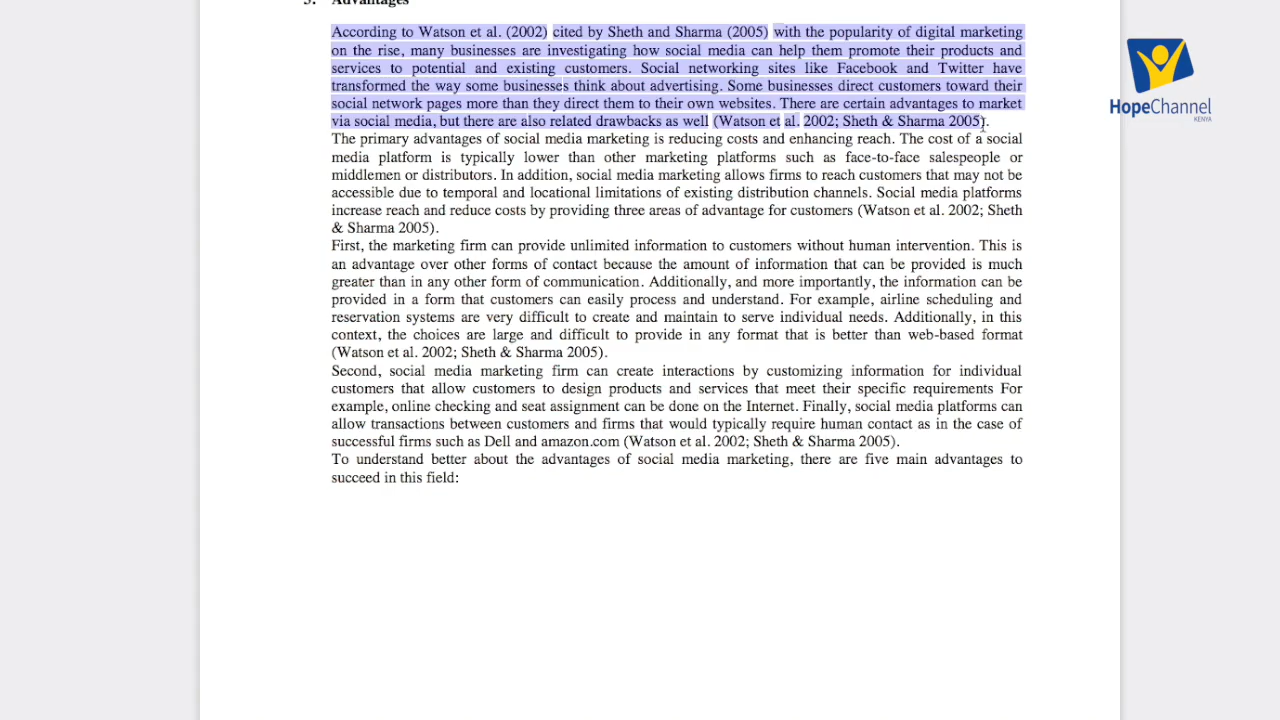 3. Advantages
According to Watson et al. (2002) cited by Sheth and Sharma (2005) with the popularity of digital marketing
on the rise, many businesses are investigating how social media can help them promote their products and
services to potential and existing customers. Social networking sites like Facebook and Twitter have
transformed the way some businesses think about advertising. Some businesses direct customers toward their
social network pages more than they direct them to their own websites. There are certain advantages to market
via social media, but there are also related drawbacks as well (Watson et al. 2002; Sheth & Sharma 2005).
The primary advantages of social media marketing is reducing costs and enhancing reach. The cost of a social
media platform is typically lower than other marketing platforms such as face-to-face salespeople or
middlemen or distributors. In addition, social media marketing allows firms to reach customers that may not be
accessible due to temporal and locational limitations of existing distribution channels. Social media platforms
increase reach and reduce costs by providing three areas of advantage for customers (Watson et al. 2002; Sheth
& Sharma 2005).
First, the marketing firm can provide unlimited information to customers without human intervention. This is
an advantage over other forms of contact because the amount of information that can be provided is much
greater than in any other form of communication. Additionally, and more importantly, the information can be
provided in a form that customers can easily process and understand. For example, airline scheduling and
reservation systems are very difficult to create and maintain to serve individual needs. Additionally, in this
context, the choices are large and difficult to provide in any format that is better than web-based format
(Watson et al. 2002; Sheth & Sharma 2005).
Second, social media marketing firm can create interactions by customizing information for individual
customers that allow customers to design products and services that meet their specific requirements For
example, online checking and seat assignment can be done on the Internet. Finally, social media platforms can
allow transactions between customers and firms that would typically require human contact as in the case of
successful firms such as Dell and amazon.com (Watson et al. 2002; Sheth & Sharma 2005).
To understand better about the advantages of social media marketing, there are five main advantages to
succeed in this field:
HopeChannel
KENYA